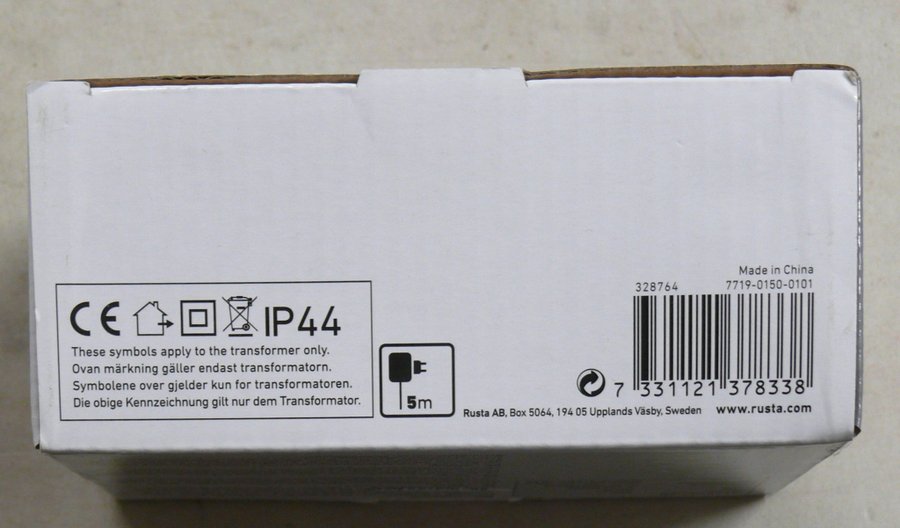 CE IP44
These symbols apply to the transformer only.
Ovan märkning gäller endast transformatorn.
Symbolene over gjelder kun for transformatoren.
Die obige Kennzeichnung gilt nur dem Transformator.
5m
Made in China
328764 7719-0150-0101
7 331121 378338
Rusta AB, Box 5064, 194 05 Upplands Väsby, Sweden www.rusta.com